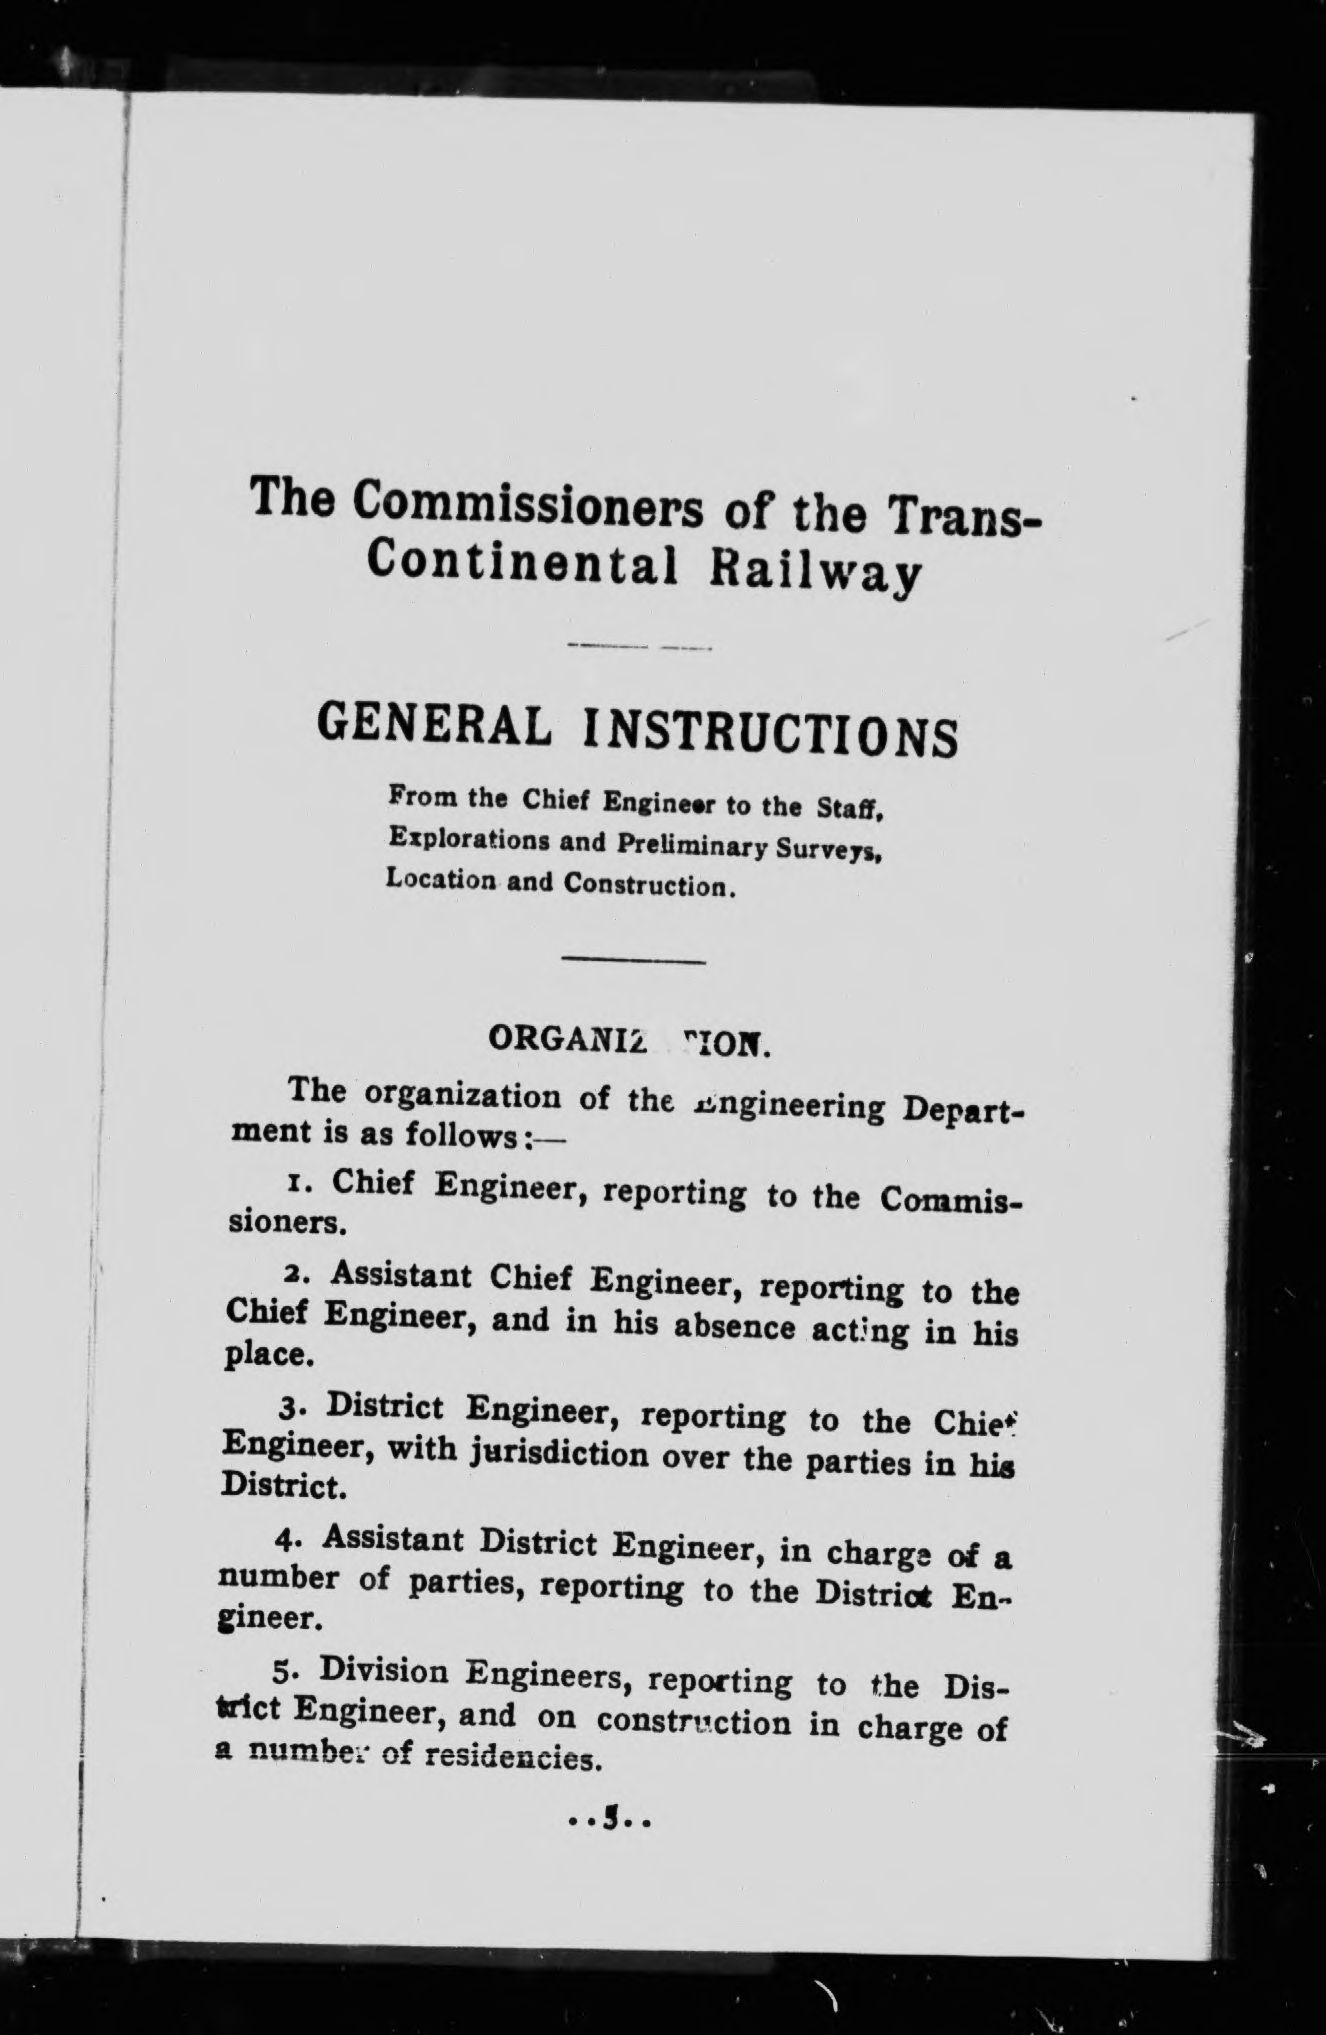 The Commissioners of the Trans-
Continental Railway
GENERAL INSTRUCTIONS
From the Chief Engineer to the Staff,
Explorations and Preliminary Surveys,
Location and Construction.
ORGANIZATION.
The organization of the Engineering Depart-
ment is as follows:—
1. Chief Engineer, reporting to the Commis-
sioners.
2. Assistant Chief Engineer, reporting to the
Chief Engineer, and in his absence acting in his
place.
3. District Engineer, reporting to the Chief
Engineer, with jurisdiction over the parties in his
District.
4. Assistant District Engineer, in charge of a
number of parties, reporting to the District En-
gineer.
5. Division Engineers, reporting to the Dis-
trict Engineer, and on construction in charge of
a number of residencies.
..5..